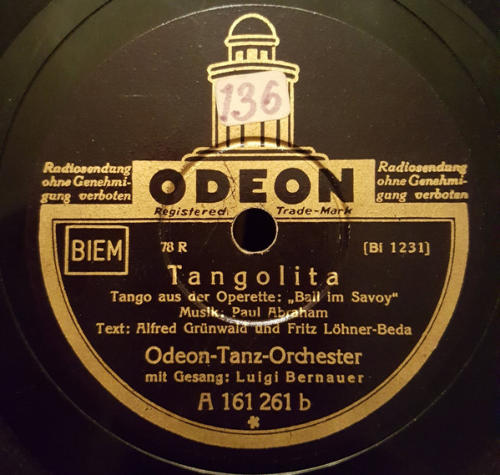 136
Radiosendung
ohne Genehmi-
gung verboten
ODEON
Registered Trade-Mark
Radiosendung
ohne Genehmi-
gung verboten
BIEM
78 R
[Bi 1231]
Tangolita
Tango aus der Operette: „Ball im Savoy“
Musik: Paul Abraham
Text: Alfred Grünwald und Fritz Löhner-Beda
Odeon-Tanz-Orchester
mit Gesang: Luigi Bernauer
A 161 261 b
*